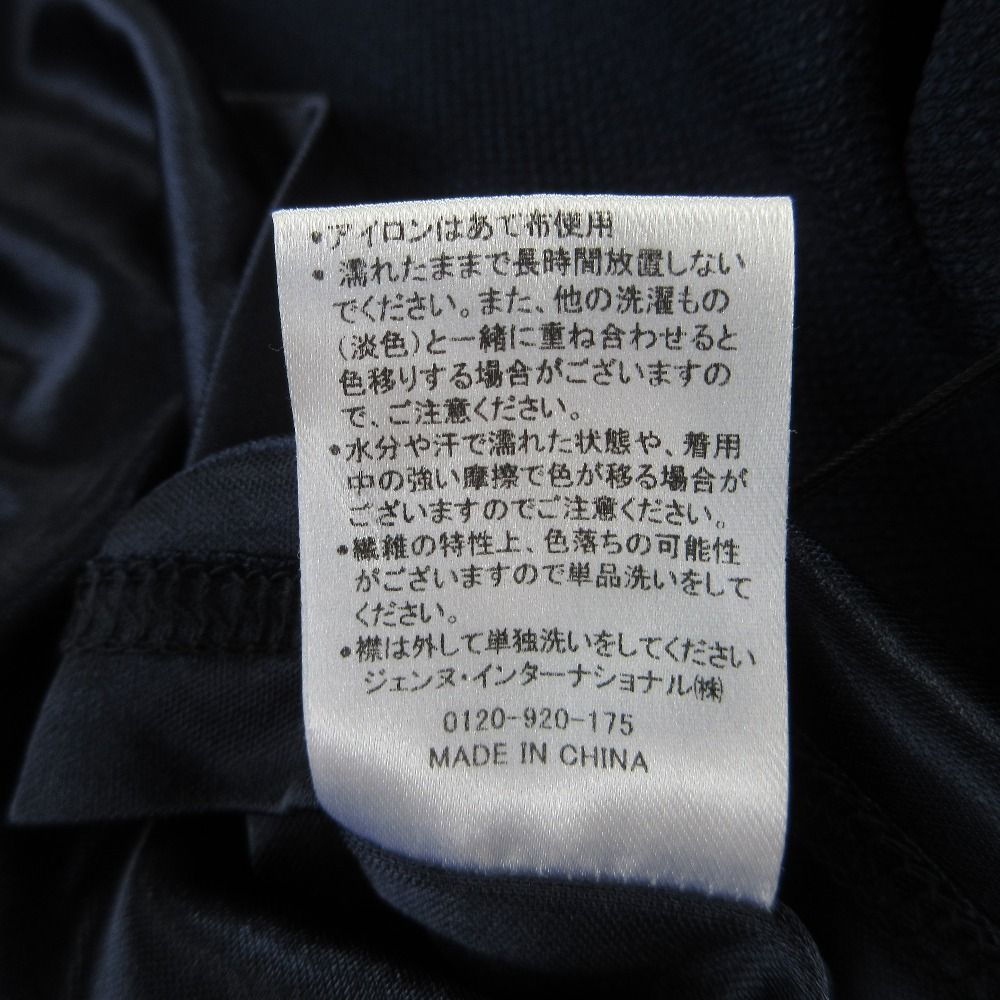 ・アイロンはあて布使用
・濡れたままで長時間放置しない
でください。また、他の洗濯もの
(淡色)と一緒に重ね合わせると
色移りする場合がございますの
で、ご注意ください。
・水分や汗で濡れた状態や、着用
中の強い摩擦で色が移る場合が
ございますのでご注意ください。
・繊維の特性上、色落ちの可能性
がございますので単品洗いをして
ください。
・襟は外して単独洗いをしてください
ジェンヌ・インターナショナル㈱
0120-920-175
MADE IN CHINA